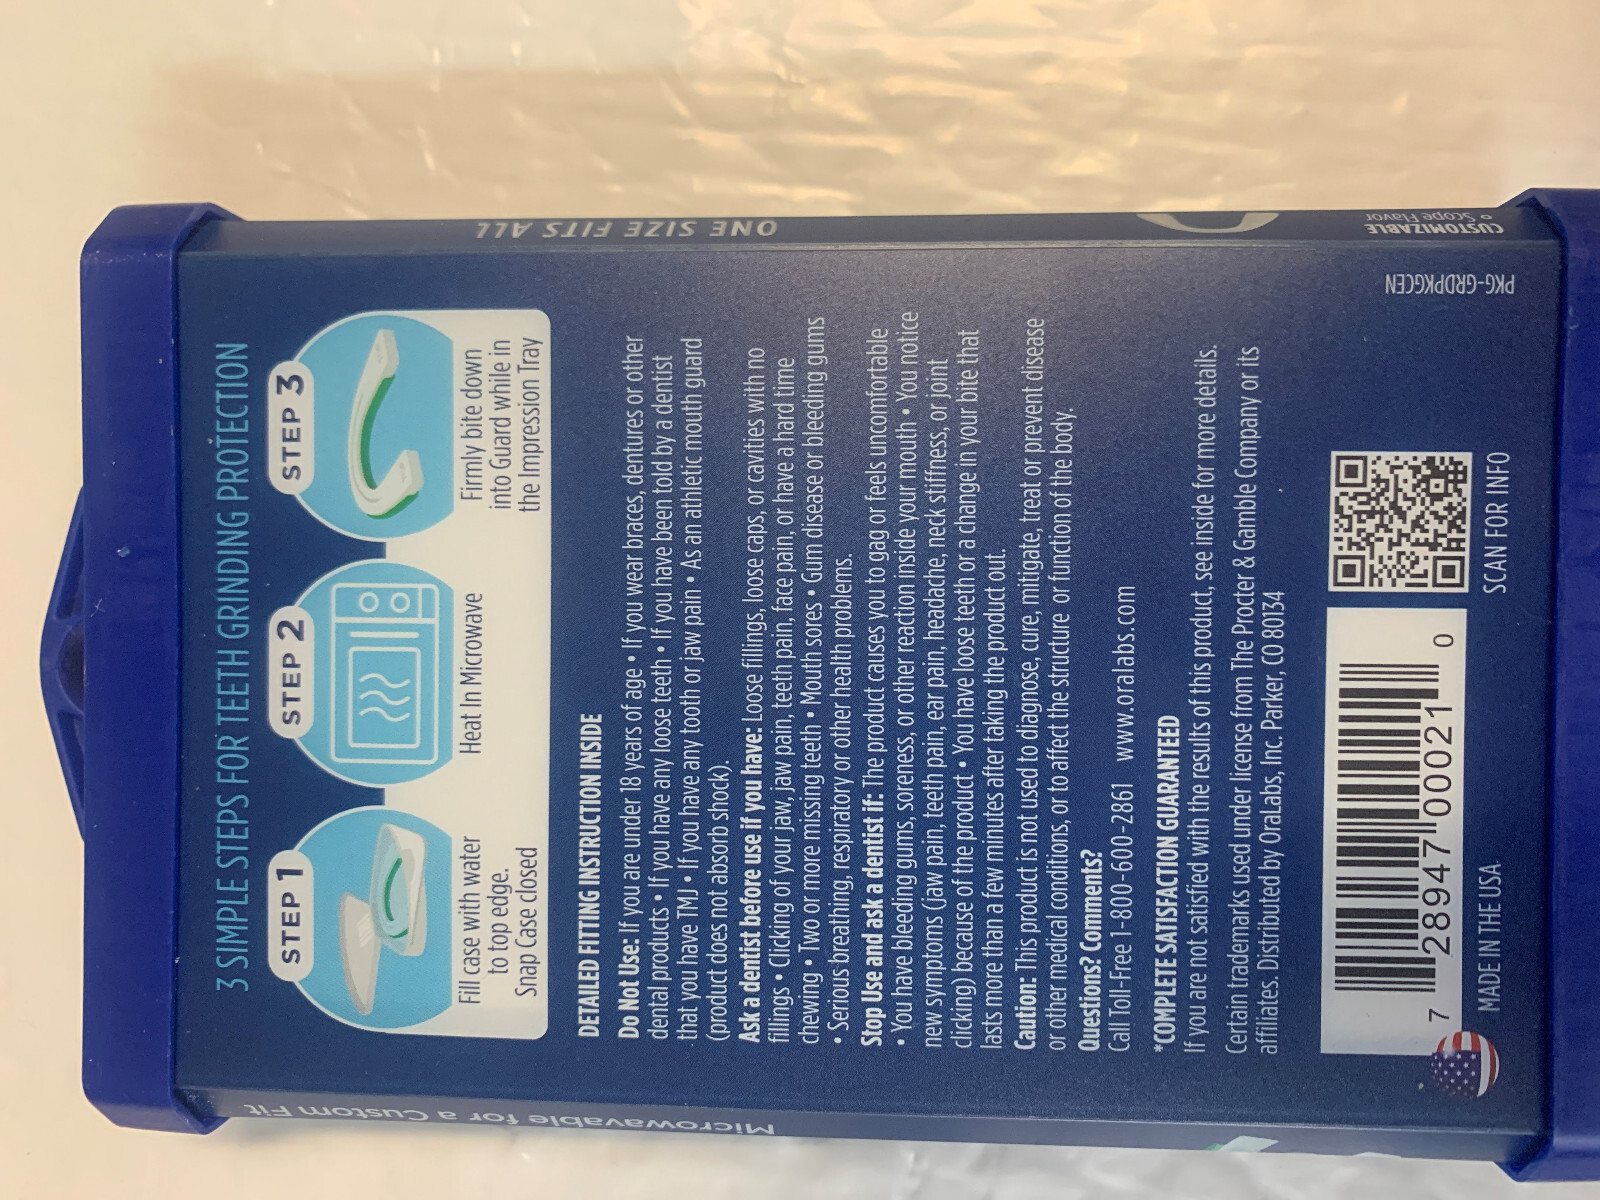 3 SIMPLE STEPS FOR TEETH GRINDING PROTECTION
STEP 1
Fill case with water
to top edge.
Snap Case closed
STEP 2
Heat In Microwave
STEP 3
Firmly bite down
into Guard while in
the Impression Tray
DETAILED FITTING INSTRUCTION INSIDE
Do Not Use: If you are under 18 years of age • If you wear braces, dentures or other
dental products • If you have any loose teeth • If you have been told by a dentist
that you have TMJ • If you have any tooth or jaw pain • As an athletic mouth guard
(product does not absorb shock).
Ask a dentist before use if you have: Loose fillings, loose caps, or cavities with no
fillings • Clicking of your jaw, jaw pain, teeth pain, face pain, or have a hard time
chewing • Two or more missing teeth • Mouth sores • Gum disease or bleeding gums
• Serious breathing, respiratory or other health problems.
Stop Use and ask a dentist if: The product causes you to gag or feels uncomfortable
• You have bleeding gums, soreness, or other reaction inside your mouth • You notice
new symptoms (jaw pain, teeth pain, ear pain, headache, neck stiffness, or joint
clicking) because of the product • You have loose teeth or a change in your bite that
lasts more than a few minutes after taking the product out.
Caution: This product is not used to diagnose, cure, mitigate, treat or prevent disease
or other medical conditions, or to affect the structure or function of the body.
Questions? Comments?
Call Toll-Free 1-800-600-2861 www.oralabs.com
*COMPLETE SATISFACTION GUARANTEED
If you are not satisfied with the results of this product, see inside for more details.
Certain trademarks used under license from The Procter & Gamble Company or its
affiliates. Distributed by OraLabs, Inc. Parker, CO 80134
7 28947 00021 0
MADE IN THE USA
SCAN FOR INFO
PKG-GRDPKGCEN
ONE SIZE FITS ALL
CUSTOMIZABLE
• Scope Flavor
Microwavable for a Custom Fit